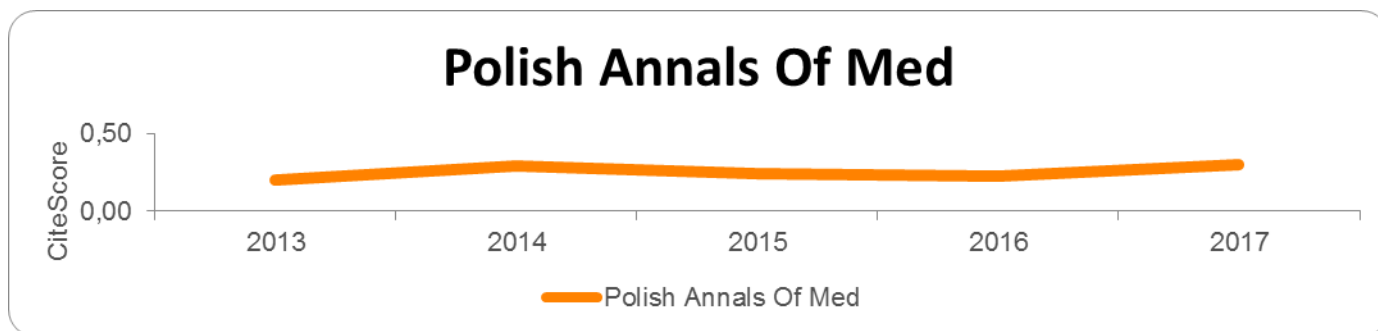 Polish Annals Of Med
0,50
0,00
CiteScore
2013 2014 2015 2016 2017
Polish Annals Of Med